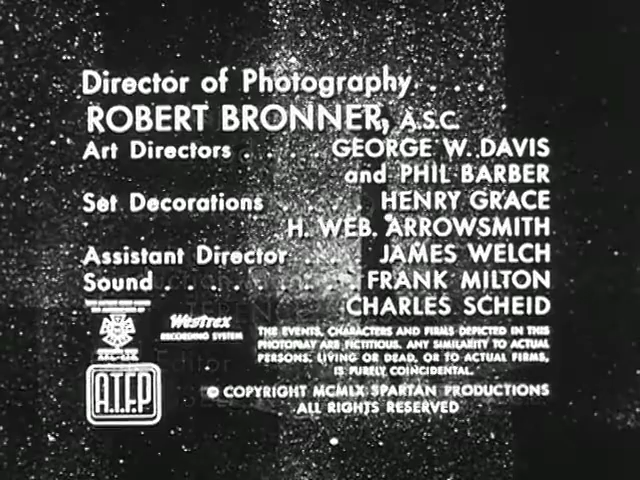 Director of Photography. . . .
ROBERT BRONNER, A.S.C.
Art Directors . . . . . GEORGE W. DAVIS
and PHIL BARBER
Set Decorations . . . . . HENRY GRACE
H. WEB. ARROWSMITH
Assistant Director . . . . JAMES WELCH
Sound . . . . . . . . . FRANK MILTON
CHARLES SCHEID
Westrex
RECORDING SYSTEM
THE EVENTS, CHARACTERS AND FIRMS DEPICTED IN THIS
PHOTOPLAY ARE FICTITIOUS. ANY SIMILARITY TO ACTUAL
PERSONS, LIVING OR DEAD, OR TO ACTUAL FIRMS,
IS PURELY COINCIDENTAL.
Editor
A.T.F.P
© COPYRIGHT MCMLX SPARTAN PRODUCTIONS
ALL RIGHTS RESERVED